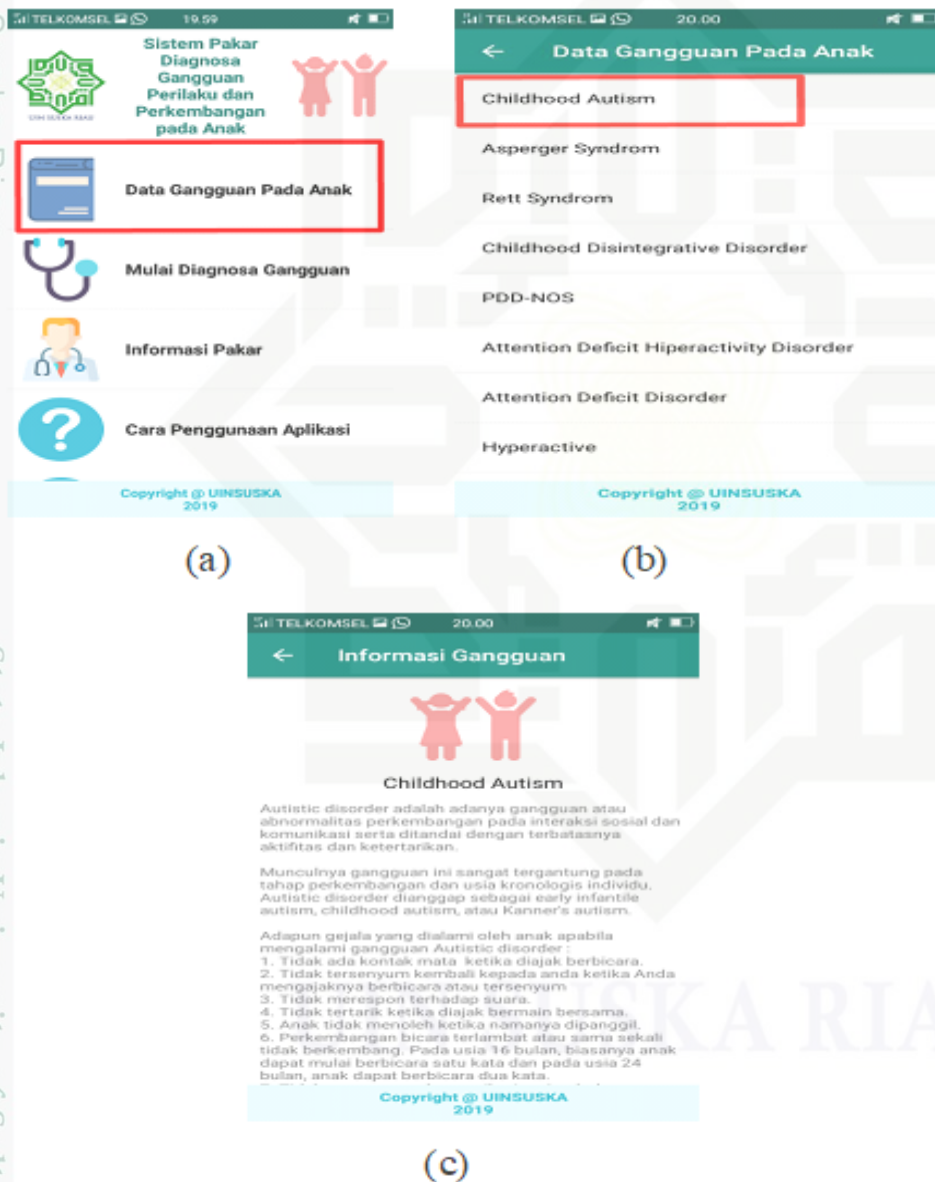 TELKOMSEL 19.59
Sistem Pakar
Diagnosa
Gangguan
Perilaku dan
Perkembangan
pada Anak
UIN SUSKA RIAU
Data Gangguan Pada Anak
Mulai Diagnosa Gangguan
Informasi Pakar
?
Cara Penggunaan Aplikasi
Copyright @ UINSUSKA
2019
(a)
TELKOMSEL 20.00
← Data Gangguan Pada Anak
Childhood Autism
Asperger Syndrom
Rett Syndrom
Childhood Disintegrative Disorder
PDD-NOS
Attention Deficit Hiperactivity Disorder
Attention Deficit Disorder
Hyperactive
Copyright @ UINSUSKA
2019
(b)
TELKOMSEL 20.00
← Informasi Gangguan
Childhood Autism
Autistic disorder adalah adanya gangguan atau
abnormalitas perkembangan pada interaksi sosial dan
komunikasi serta ditandai dengan terbatasnya
aktifitas dan ketertarikan.
Munculnya gangguan ini sangat tergantung pada
tahap perkembangan dan usia kronologis individu.
Autistic disorder dianggap sebagai early infantile
autism, childhood autism, atau Kanner's autism.
Adapun gejala yang dialami oleh anak apabila
mengalami gangguan Autistic disorder :
1. Tidak ada kontak mata ketika diajak berbicara.
2. Tidak tersenyum kembali kepada anda ketika Anda
mengajaknya berbicara atau tersenyum
3. Tidak merespon terhadap suara.
4. Tidak tertarik ketika diajak bermain bersama.
5. Anak tidak menoleh ketika namanya dipanggil.
6. Perkembangan bicara terlambat atau sama sekali
tidak berkembang. Pada usia 16 bulan, biasanya anak
dapat mulai berbicara satu kata dan pada usia 24
bulan, anak dapat berbicara dua kata.
Copyright @ UINSUSKA
2019
(c)
SKA RIA